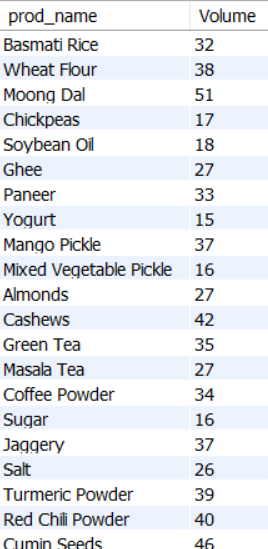 prod_name Volume
Basmati Rice 32
Wheat Flour 38
Moong Dal 51
Chickpeas 17
Soybean Oil 18
Ghee 27
Paneer 33
Yogurt 15
Mango Pickle 37
Mixed Vegetable Pickle 16
Almonds 27
Cashews 42
Green Tea 35
Masala Tea 27
Coffee Powder 34
Sugar 16
Jaggery 37
Salt 26
Turmeric Powder 39
Red Chili Powder 40
Cumin Seeds 46